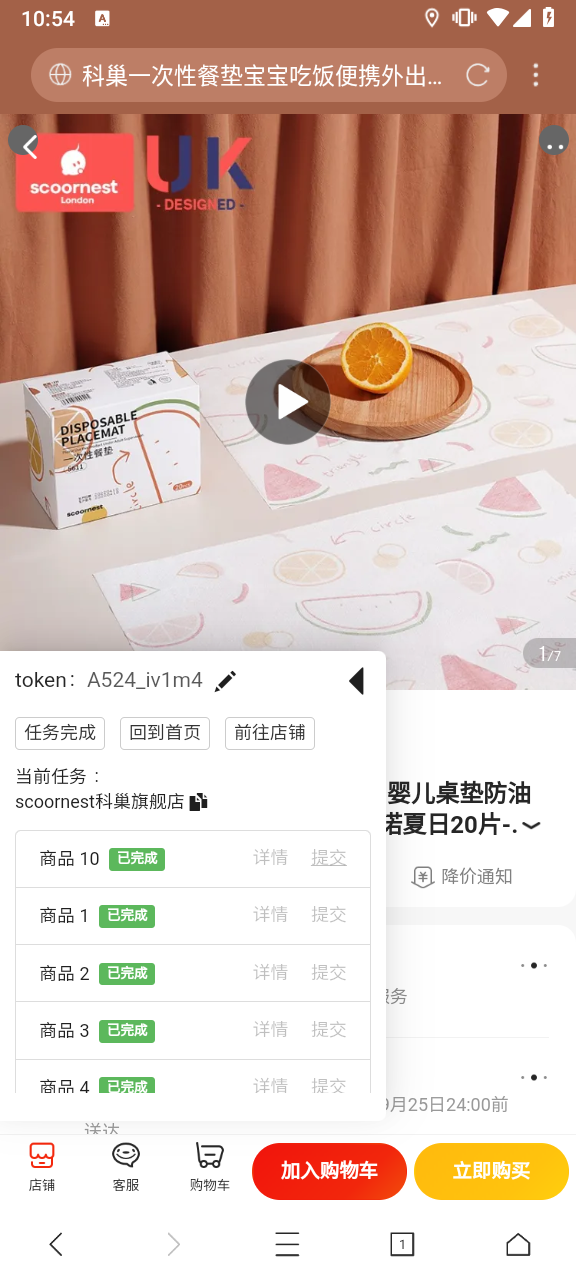 10:54
科巢一次性餐垫宝宝吃饭便携外出...
scoornest
London
UK
- DESIGNED -
DISPOSABLE
PLACEMAT
一次性餐垫
scoornest
triangle
circle
circle
1/7
token： A524_iv1m4
任务完成 回到首页 前往店铺
当前任务：
scoornest科巢旗舰店
婴儿桌垫防油
诺夏日20片-.
降价通知
商品 10 已完成 详情 提交
商品 1 已完成 详情 提交
商品 2 已完成 详情 提交
服务
商品 3 已完成 详情 提交
商品 4 已完成 详情 提交
9月25日24:00前
送达
店铺 客服 购物车 加入购物车 立即购买
1